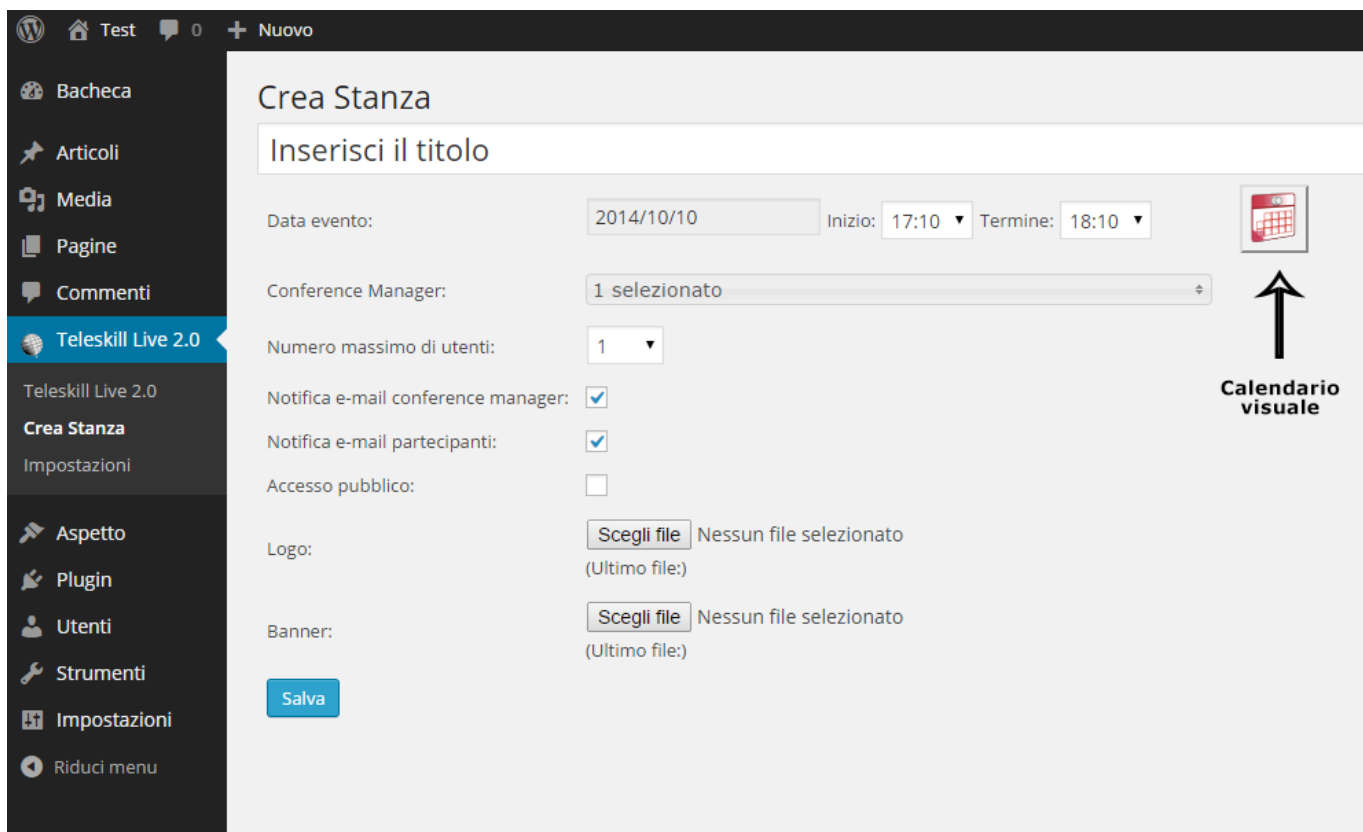 Test 0 Nuovo
Bacheca
Articoli
Media
Pagine
Commenti
Teleskill Live 2.0
Teleskill Live 2.0
Crea Stanza
Impostazioni
Aspetto
Plugin
Utenti
Strumenti
Impostazioni
Riduci menu
Crea Stanza
Inserisci il titolo
Data evento: 2014/10/10 Inizio: 17:10 Termine: 18:10
Conference Manager: 1 selezionato
Numero massimo di utenti: 1
Notifica e-mail conference manager:
Notifica e-mail partecipanti:
Accesso pubblico:
Logo: Scegli file Nessun file selezionato
(Ultimo file:)
Banner: Scegli file Nessun file selezionato
(Ultimo file:)
Salva
Calendario
visuale